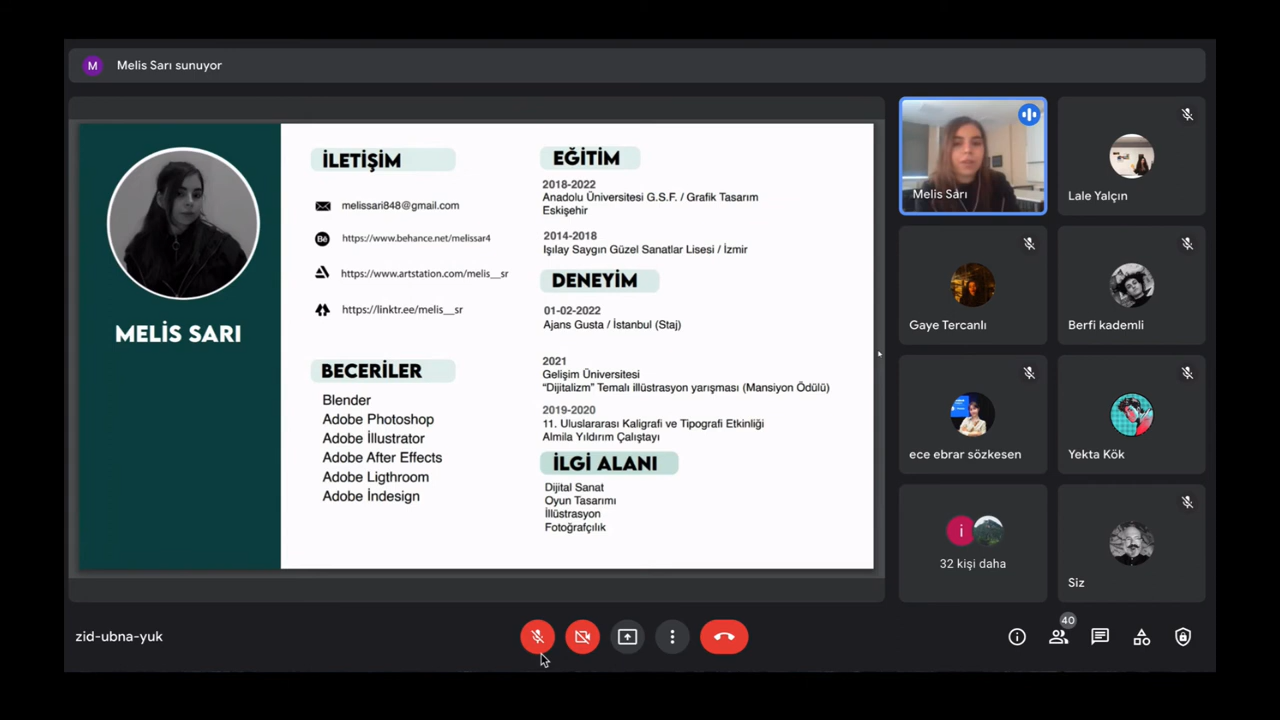 M
Melis Sarı sunuyor
MELİS SARI
İLETİŞİM
melissari848@gmail.com
Bē
https://www.behance.net/melissar4
https://www.artstation.com/melis__sr
https://linktr.ee/melis__sr
BECERİLER
Blender
Adobe Photoshop
Adobe İllustrator
Adobe After Effects
Adobe Ligthroom
Adobe İndesign
EĞİTİM
2018-2022
Anadolu Üniversitesi G.S.F. / Grafik Tasarım
Eskişehir
2014-2018
Işılay Saygın Güzel Sanatlar Lisesi / İzmir
DENEYİM
01-02-2022
Ajans Gusta / İstanbul (Staj)
2021
Gelişim Üniversitesi
“Dijitalizm” Temalı illüstrasyon yarışması (Mansiyon Ödülü)
2019-2020
11. Uluslararası Kaligrafi ve Tipografi Etkinliği
Almila Yıldırım Çalıştayı
İLGİ ALANI
Dijital Sanat
Oyun Tasarımı
İllüstrasyon
Fotoğrafçılık
Melis Sarı
Lale Yalçın
Gaye Tercanlı
Berfi kademli
ece ebrar sözkesen
Yekta Kök
i
32 kişi daha
Siz
zid-ubna-yuk
40